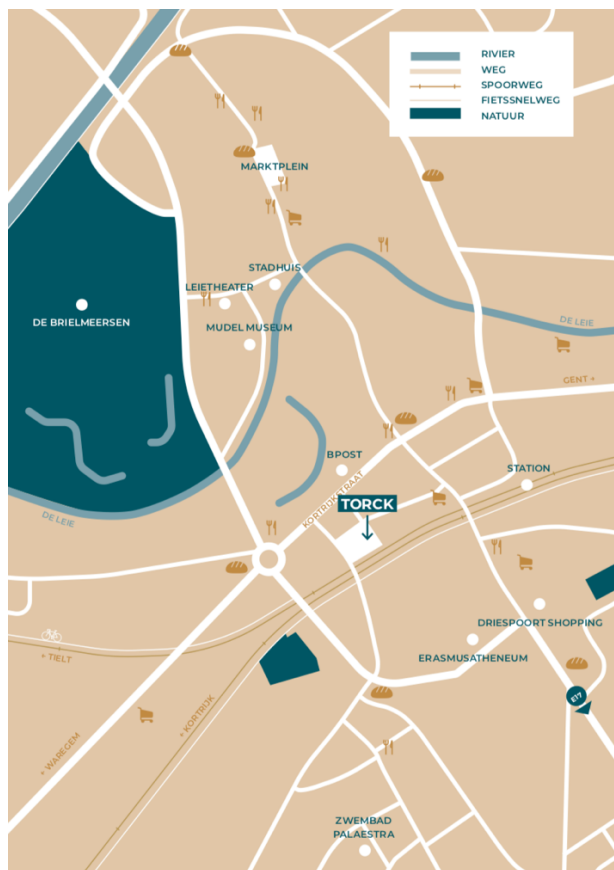 RIVIER
WEG
SPOORWEG
FIETSSNELWEG
NATUUR
MARKTPLEIN
STADHUIS
LEIETHEATER
MUDEL MUSEUM
DE BRIELMEERSEN
DE LEIE
GENT
BPOST
STATION
KORTRIJKSTRAAT
TORCK
DE LEIE
DRIESPOORT SHOPPING
ERASMUSATHENEUM
TIELT
E17
KORTRIJK
WAREGEM
ZWEMBAD
PALAESTRA